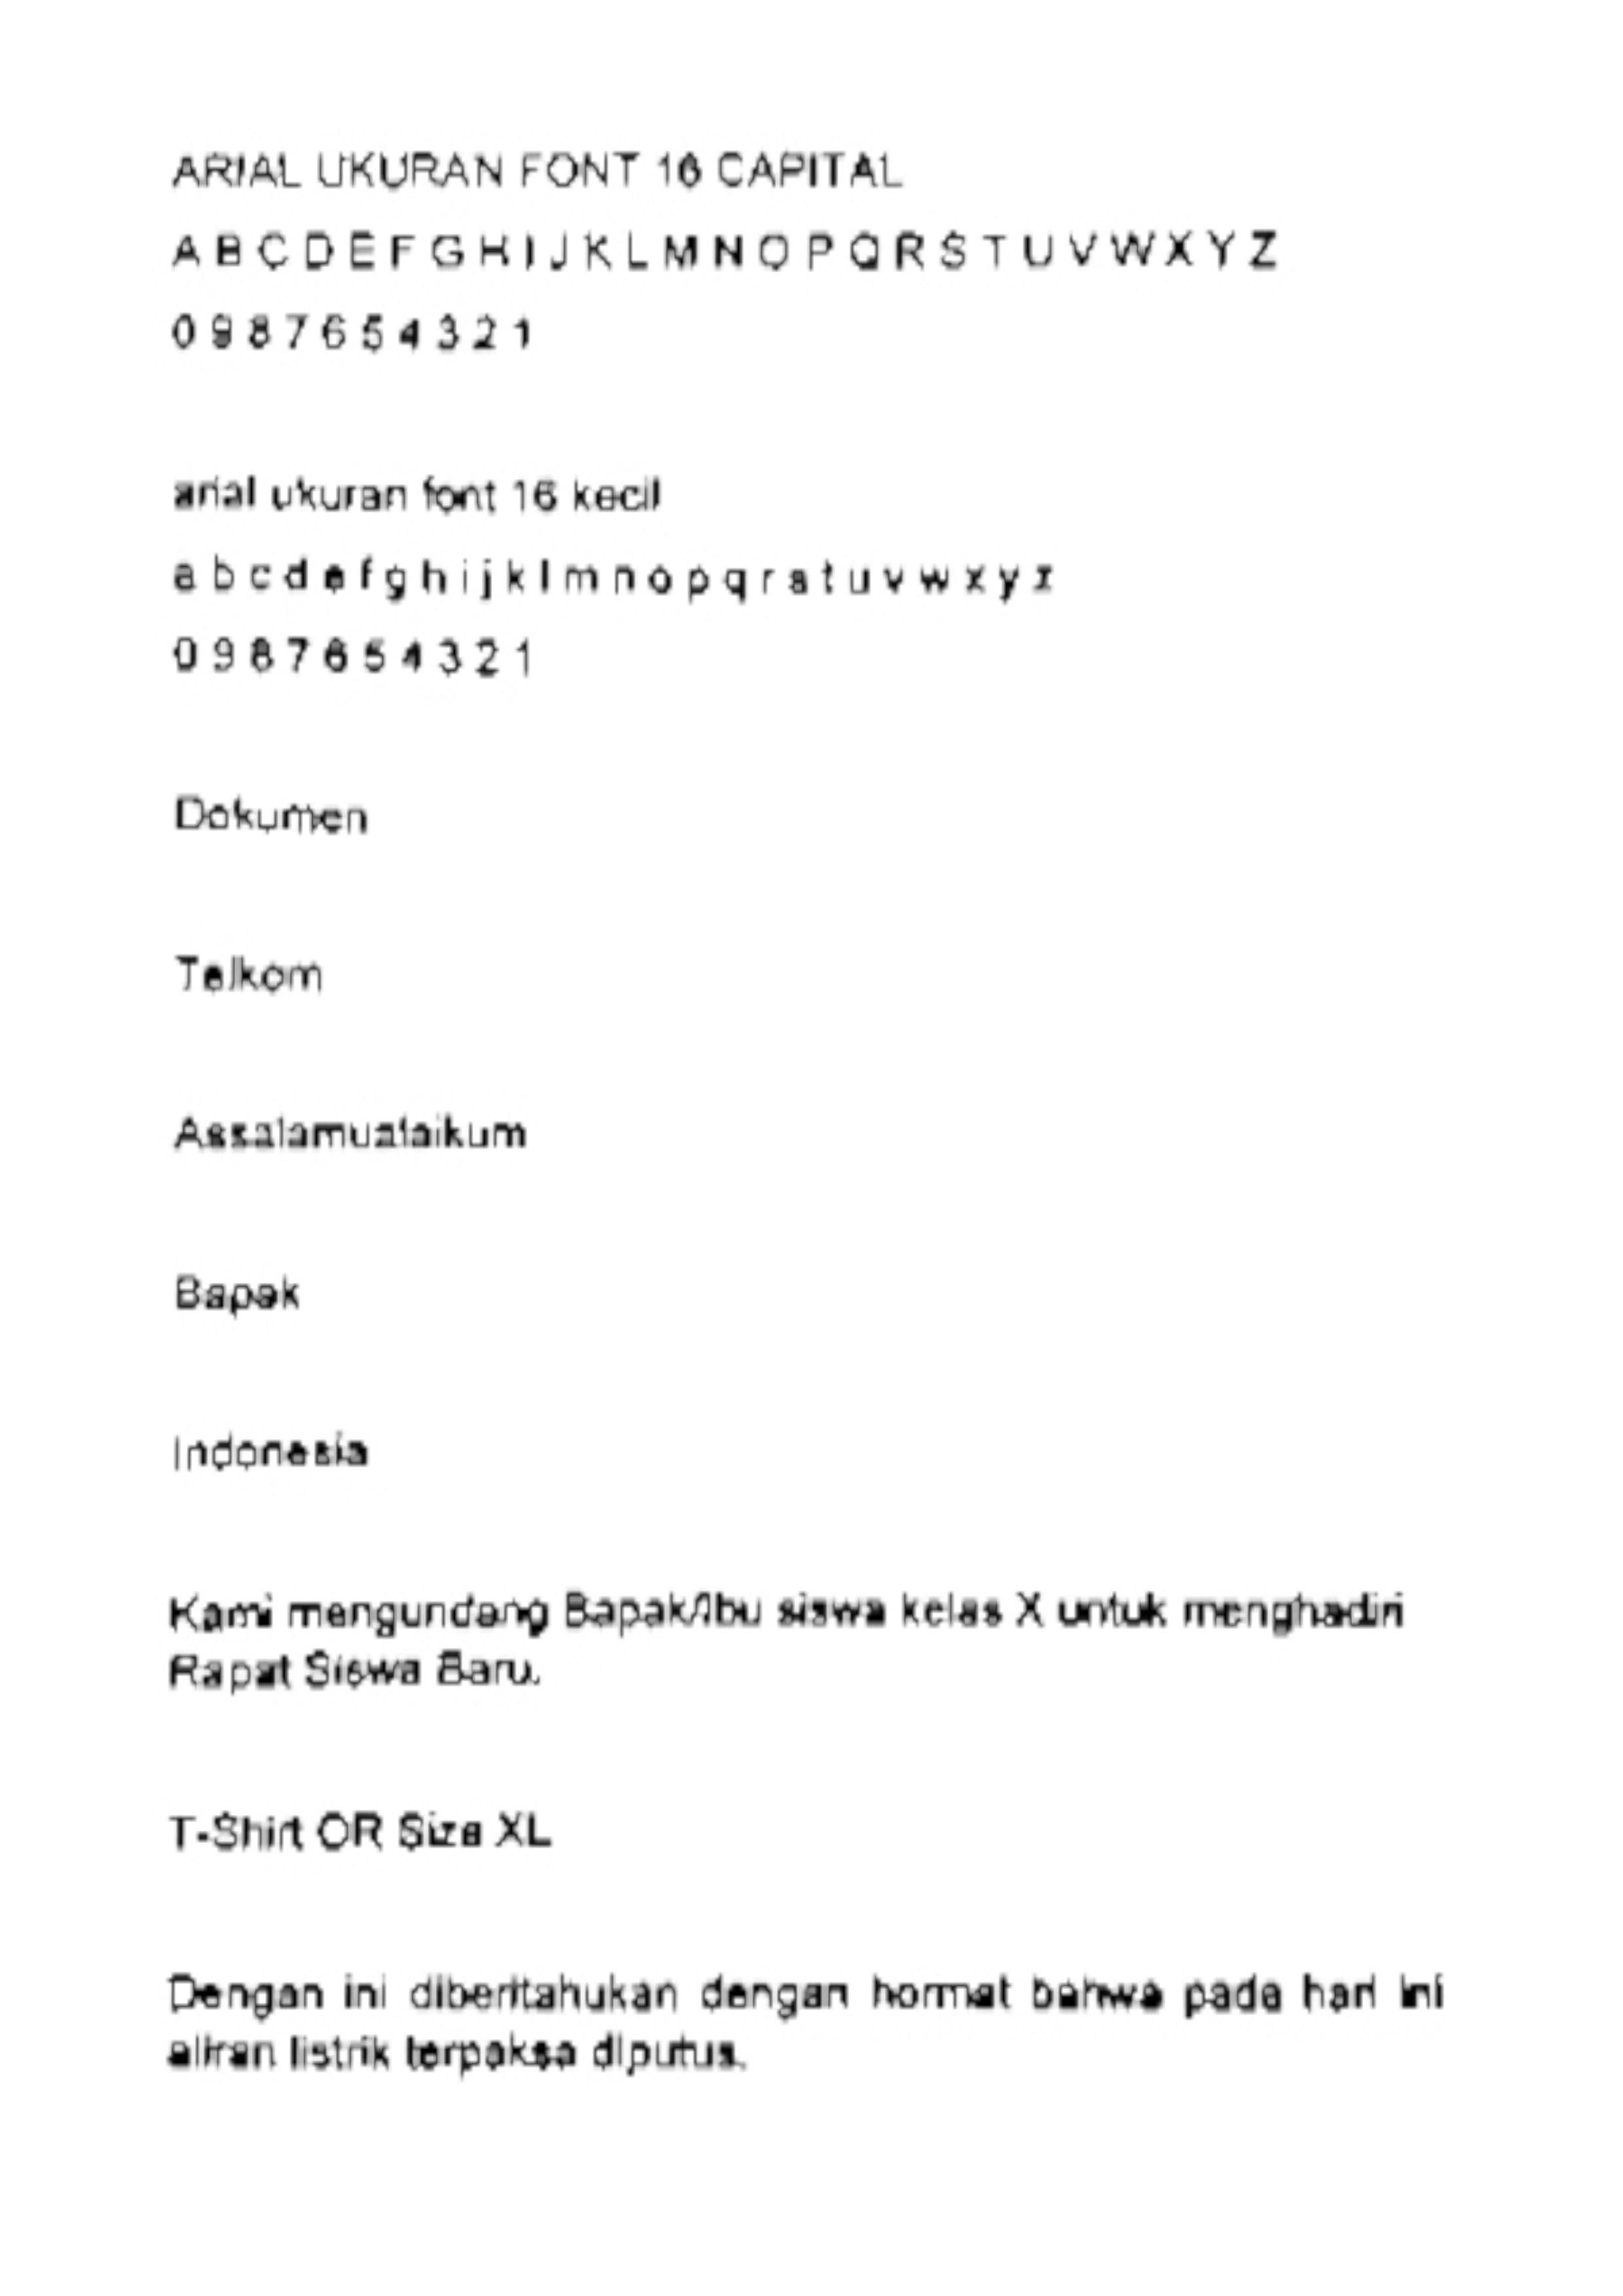 ARIAL UKURAN FONT 16 CAPITAL
A B C D E F G H I J K L M N O P Q R S T U V W X Y Z
0 9 8 7 6 5 4 3 2 1
arial ukuran font 16 kecil
a b c d e f g h i j k l m n o p q r s t u v w x y z
0 9 8 7 6 5 4 3 2 1
Dokumen
Telkom
Assalamualaikum
Bapak
Indonesia
Kami mengundang Bapak/Ibu siswa kelas X untuk menghadiri
Rapat Siswa Baru.
T-Shirt OR Size XL
Dengan ini diberitahukan dengan hormat bahwa pada hari ini
aliran listrik terpaksa diputus.